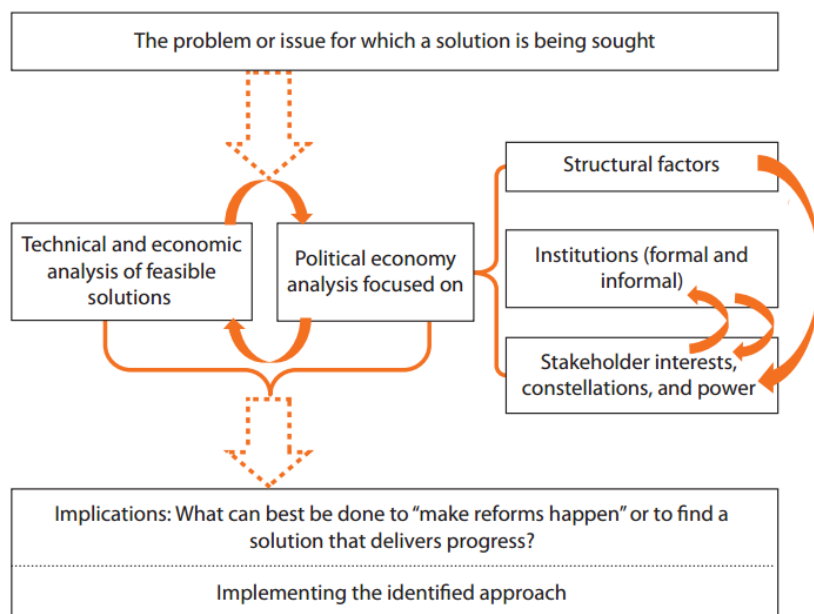 The problem or issue for which a solution is being sought
Technical and economic
analysis of feasible
solutions
Political economy
analysis focused on
Structural factors
Institutions (formal and
informal)
Stakeholder interests,
constellations, and power
Implications: What can best be done to “make reforms happen” or to find a
solution that delivers progress?
Implementing the identified approach